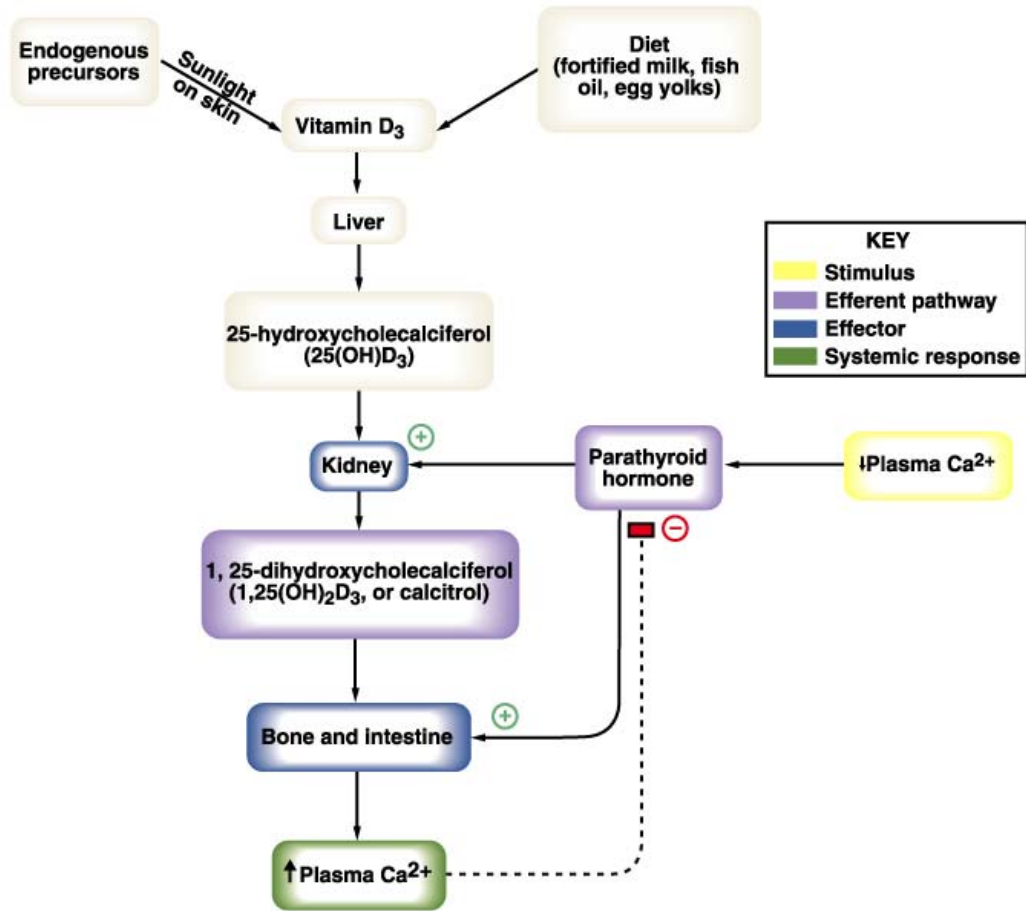 Endogenous
precursors
Sunlight
on skin
Diet
(fortified milk, fish
oil, egg yolks)
Vitamin D3
Liver
KEY
Stimulus
Efferent pathway
Effector
Systemic response
25-hydroxycholecalciferol
(25(OH)D3)
Kidney
+
Parathyroid
hormone
↓Plasma Ca2+
−
1, 25-dihydroxycholecalciferol
(1,25(OH)2D3, or calcitrol)
+
Bone and intestine
↑Plasma Ca2+